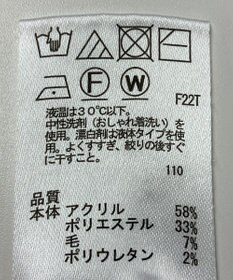 F W
F22T
液温は30℃以下。
中性洗剤(おしゃれ着洗い)を
使用。漂白剤は液体タイプを使
用。よくすすぎ、絞りの後すぐ
に干すこと。
110
品質
本体 アクリル 58%
ポリエステル 33%
毛 7%
ポリウレタン 2%